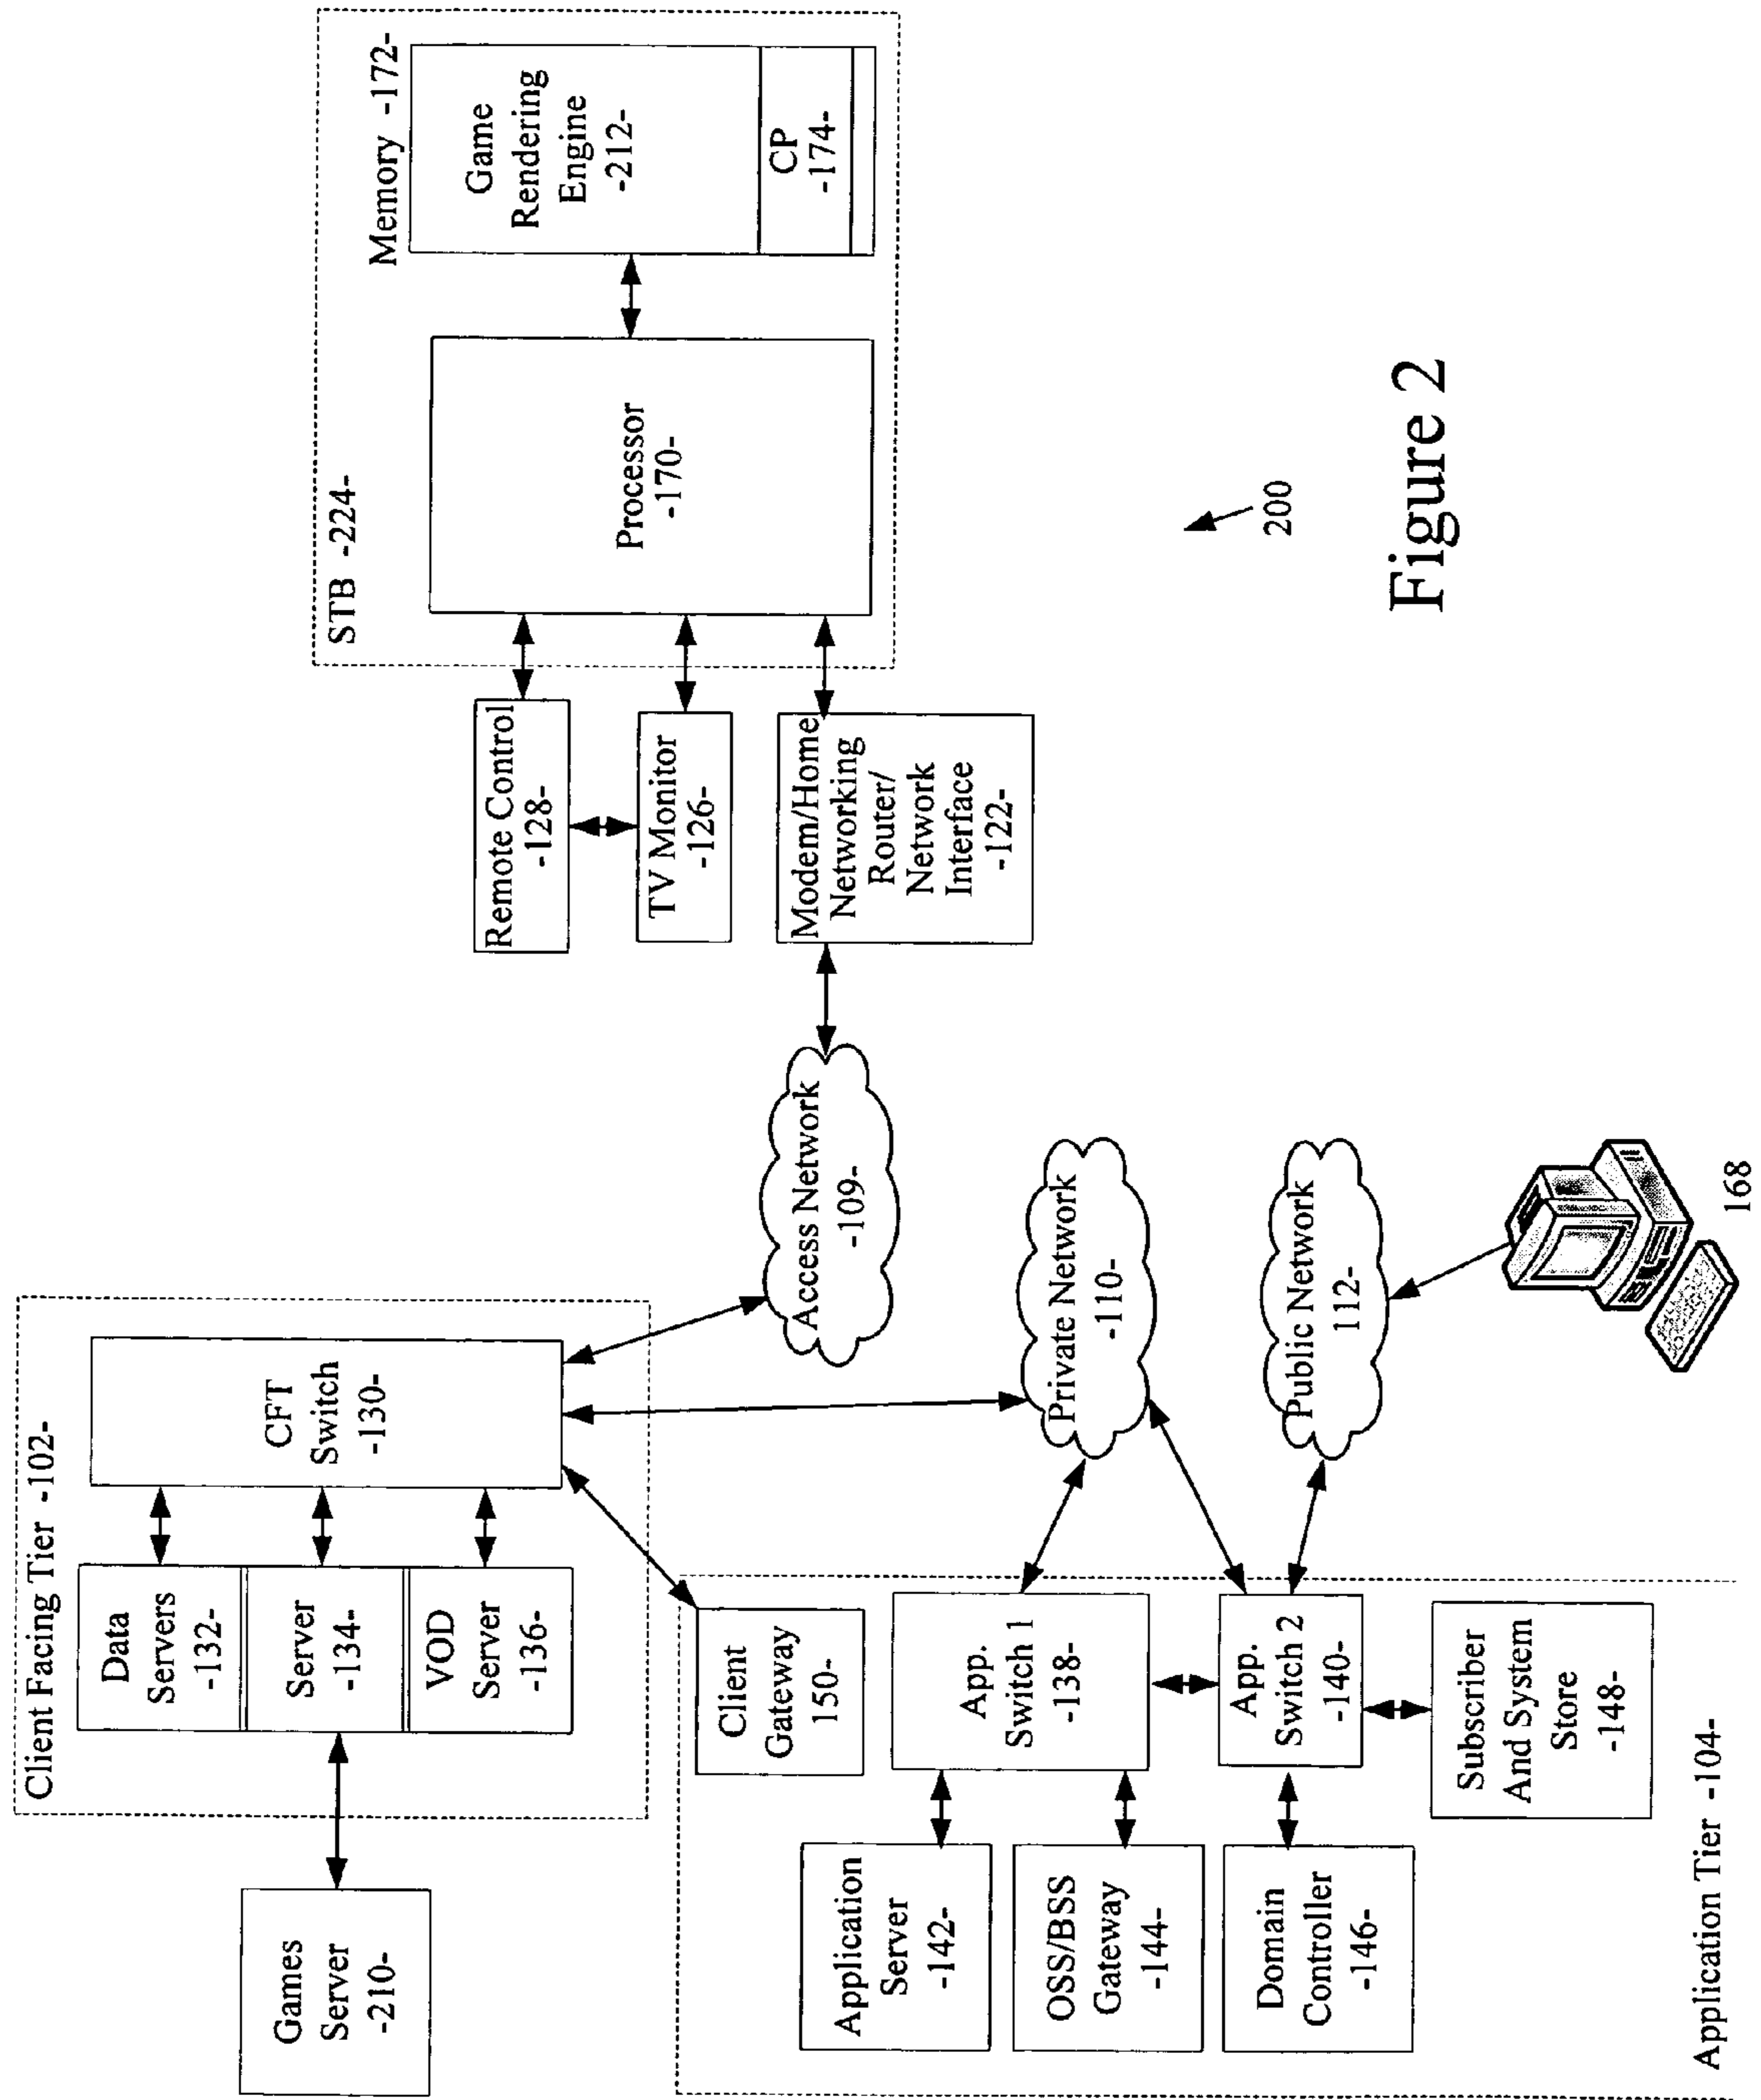 Games
Server
-210-
Client Facing Tier -102-
Data
Servers
-132-
Server
-134-
VOD
Server
-136-
CFT
Switch
-130-
STB -224-
Memory -172-
Game
Rendering
Engine
-212-
CP
-174-
Processor
-170-
Remote Control
-128-
TV Monitor
-126-
Modem/Home
Networking
Router/
Network
Interface
-122-
Access Network
-109-
Private Network
-110-
Public Network
112-
168
Client
Gateway
150-
App.
Switch 1
-138-
App.
Switch 2
-140-
Application
Server
-142-
OSS/BSS
Gateway
-144-
Domain
Controller
-146-
Subscriber
And System
Store
-148-
Application Tier -104-
200
Figure 2